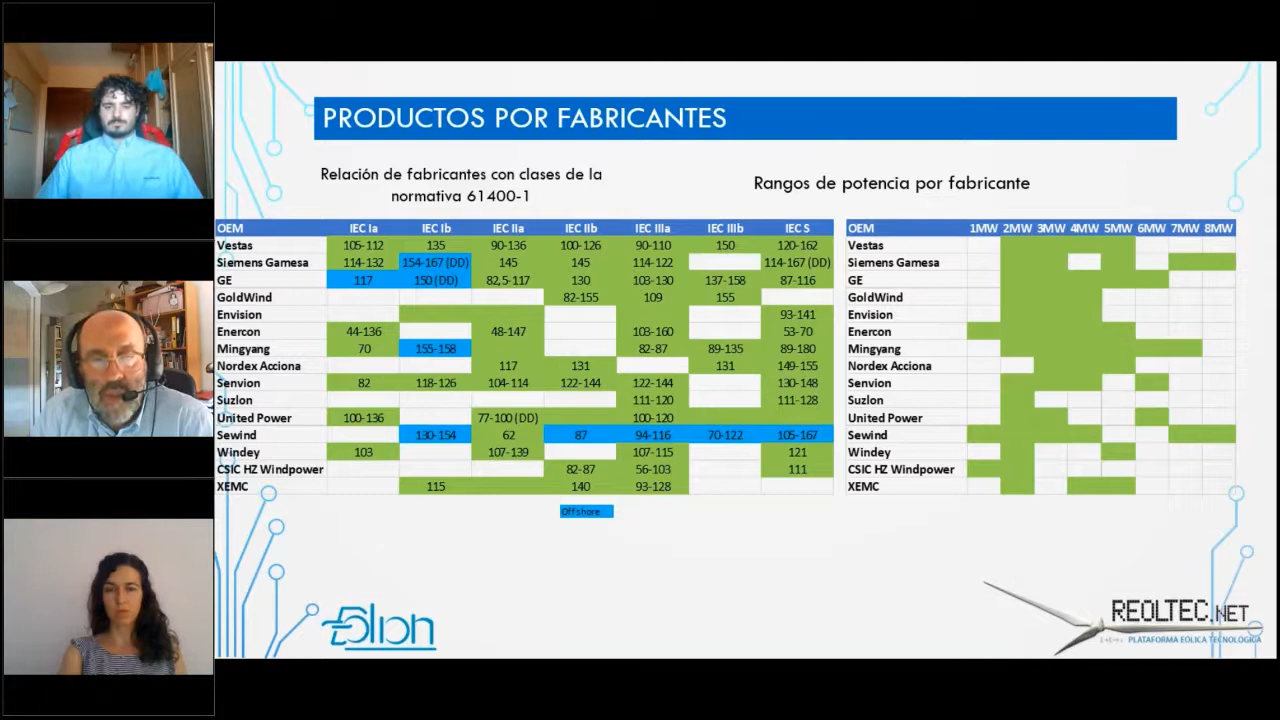 PRODUCTOS POR FABRICANTES
Relación de fabricantes con clases de la
normativa 61400-1
OEM IEC Ia IEC Ib IEC IIa IEC IIb IEC IIIa IEC IIIb IEC S
Vestas 105-112 135 90-136 100-126 90-110 150 120-162
Siemens Gamesa 114-132 154-167 (DD) 145 145 114-122 114-167 (DD)
GE 117 150 (DD) 82,5-117 130 103-130 137-158 87-116
GoldWind 82-155 109 155
Envision 93-141
Enercon 44-136 48-147 103-160 53-70
Mingyang 70 155-158 82-87 89-135 89-180
Nordex Acciona 117 131 131 149-155
Senvion 82 118-126 104-114 122-144 122-144 130-148
Suzlon 111-120 111-128
United Power 100-136 77-100 (DD) 100-120
Sewind 130-154 62 87 94-116 70-122 105-167
Windey 103 107-139 107-115 121
CSIC HZ Windpower 82-87 56-103 111
XEMC 115 140 93-128
Offshore
Rangos de potencia por fabricante
OEM 1MW 2MW 3MW 4MW 5MW 6MW 7MW 8MW
Vestas
Siemens Gamesa
GE
GoldWind
Envision
Enercon
Mingyang
Nordex Acciona
Senvion
Suzlon
United Power
Sewind
Windey
CSIC HZ Windpower
XEMC
Eolion
REOLTEC.NET
PLATAFORMA EÓLICA TECNOLÓGICA